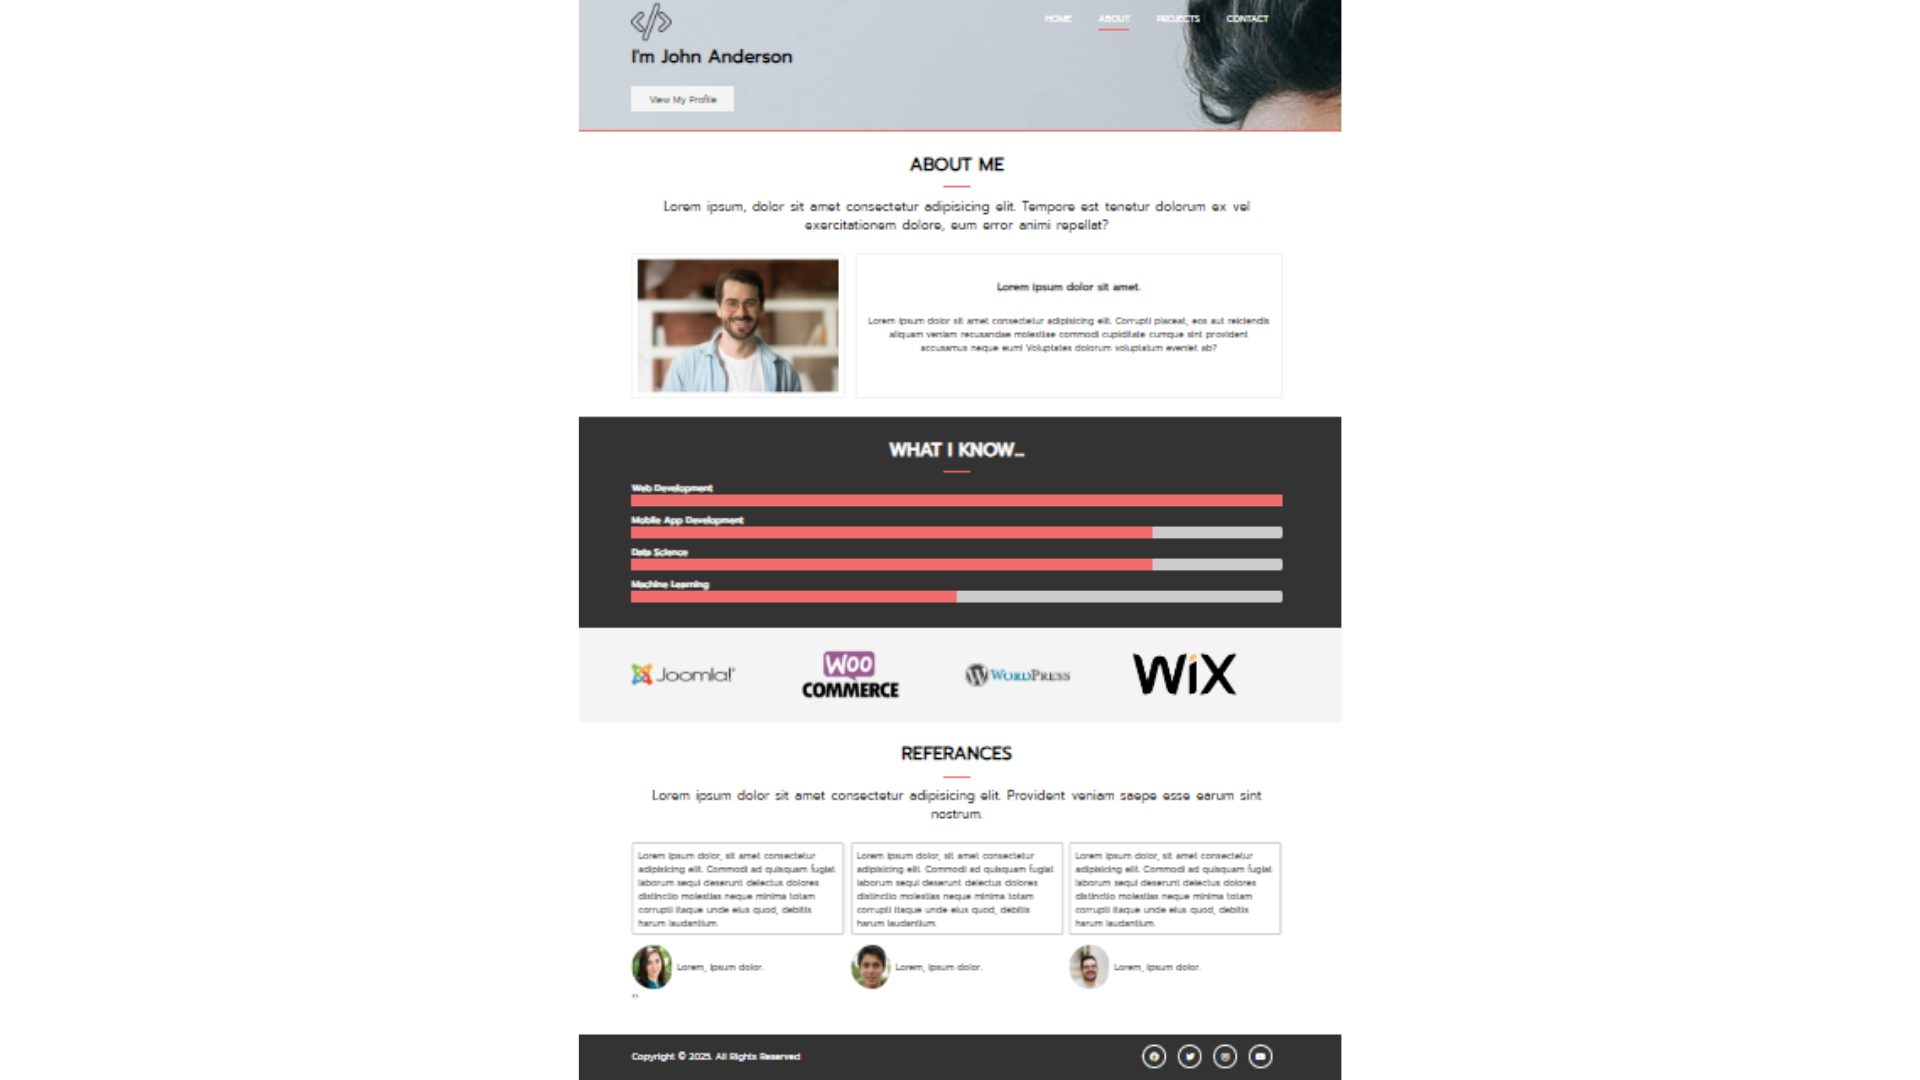 HOME ABOUT PROJECTS CONTACT
I'm John Anderson
View My Profile
ABOUT ME
Lorem ipsum, dolor sit amet consectetur adipisicing elit. Tempore est tenetur dolorum ex vel
exercitationem dolore, eum error animi repellat?
Lorem ipsum dolor sit amet.
Lorem ipsum dolor sit amet consectetur adipisicing elit. Corrupti placeat, eos aut reiciendis
aliquam veniam recusandae molestiae commodi cupiditate cumque sint provident
accusamus neque eum! Voluptates dolorum voluptatum eveniet ab?
WHAT I KNOW...
Web Development
Mobile App Development
Data Science
Machine Learning
Joomla!
WOO
COMMERCE
WORDPRESS
WiX
REFERANCES
Lorem ipsum dolor sit amet consectetur adipisicing elit. Provident veniam saepe esse earum sint
nostrum.
Lorem ipsum dolor, sit amet consectetur
adipisicing elit. Commodi ad quisquam fugiat
laborum sequi deserunt delectus dolores
distinctio molestias neque minima totam
corrupti itaque unde eius quod, debitis
harum laudantium.
Lorem, ipsum dolor.
Lorem ipsum dolor, sit amet consectetur
adipisicing elit. Commodi ad quisquam fugiat
laborum sequi deserunt delectus dolores
distinctio molestias neque minima totam
corrupti itaque unde eius quod, debitis
harum laudantium.
Lorem, ipsum dolor.
Lorem ipsum dolor, sit amet consectetur
adipisicing elit. Commodi ad quisquam fugiat
laborum sequi deserunt delectus dolores
distinctio molestias neque minima totam
corrupti itaque unde eius quod, debitis
harum laudantium.
Lorem, ipsum dolor.
Copyright © 2025. All Rights Reserved